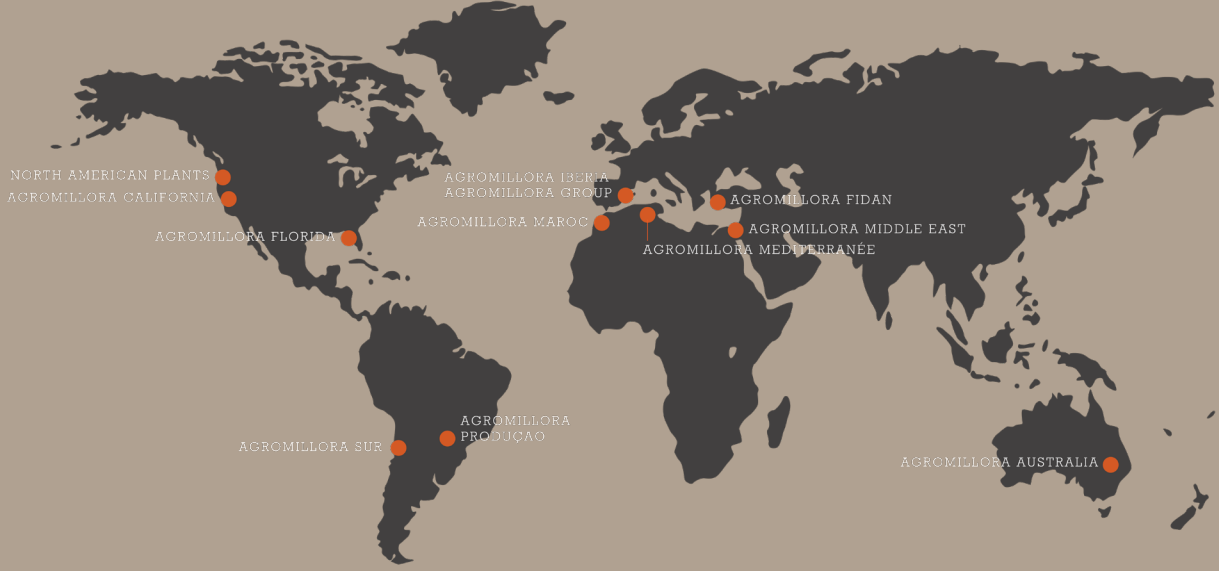 NORTH AMERICAN PLANTS
AGROMILLORA CALIFORNIA
AGROMILLORA FLORIDA
AGROMILLORA IBERIA
AGROMILLORA GROUP
AGROMILLORA MAROC
AGROMILLORA FIDAN
AGROMILLORA MIDDLE EAST
AGROMILLORA MEDITERRANÉE
AGROMILLORA SUR
AGROMILLORA
PRODUÇAO
AGROMILLORA AUSTRALIA